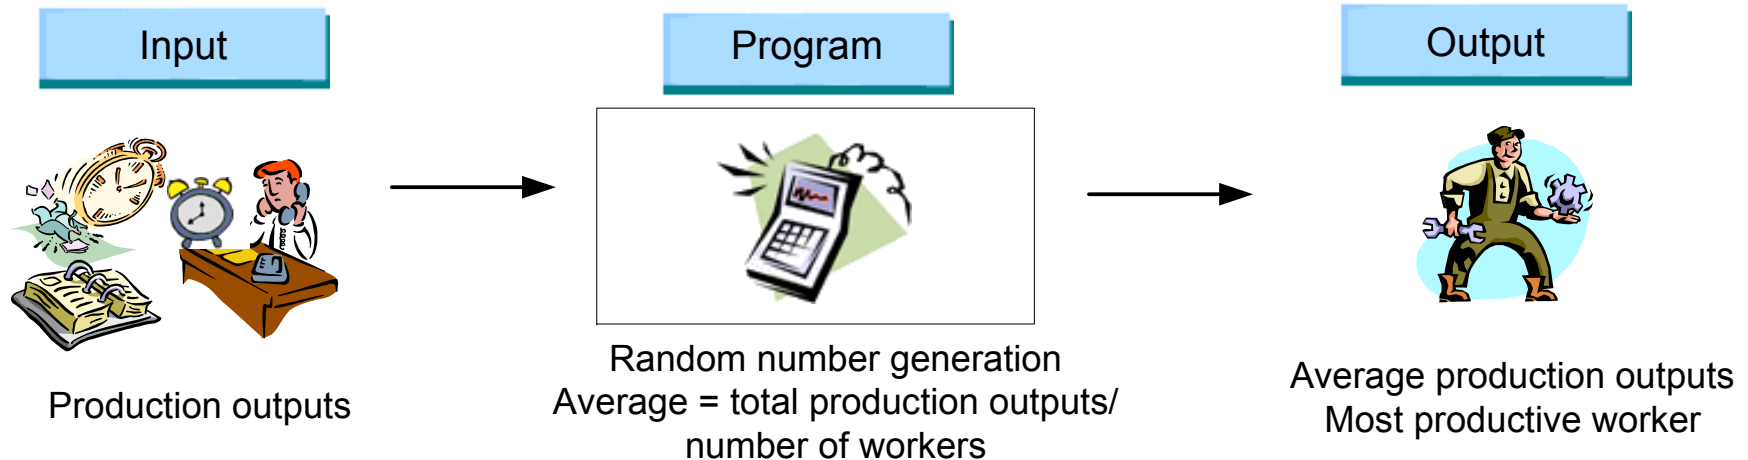 Input
Program
Output
Production outputs
Random number generation
Average = total production outputs/
number of workers
Average production outputs
Most productive worker